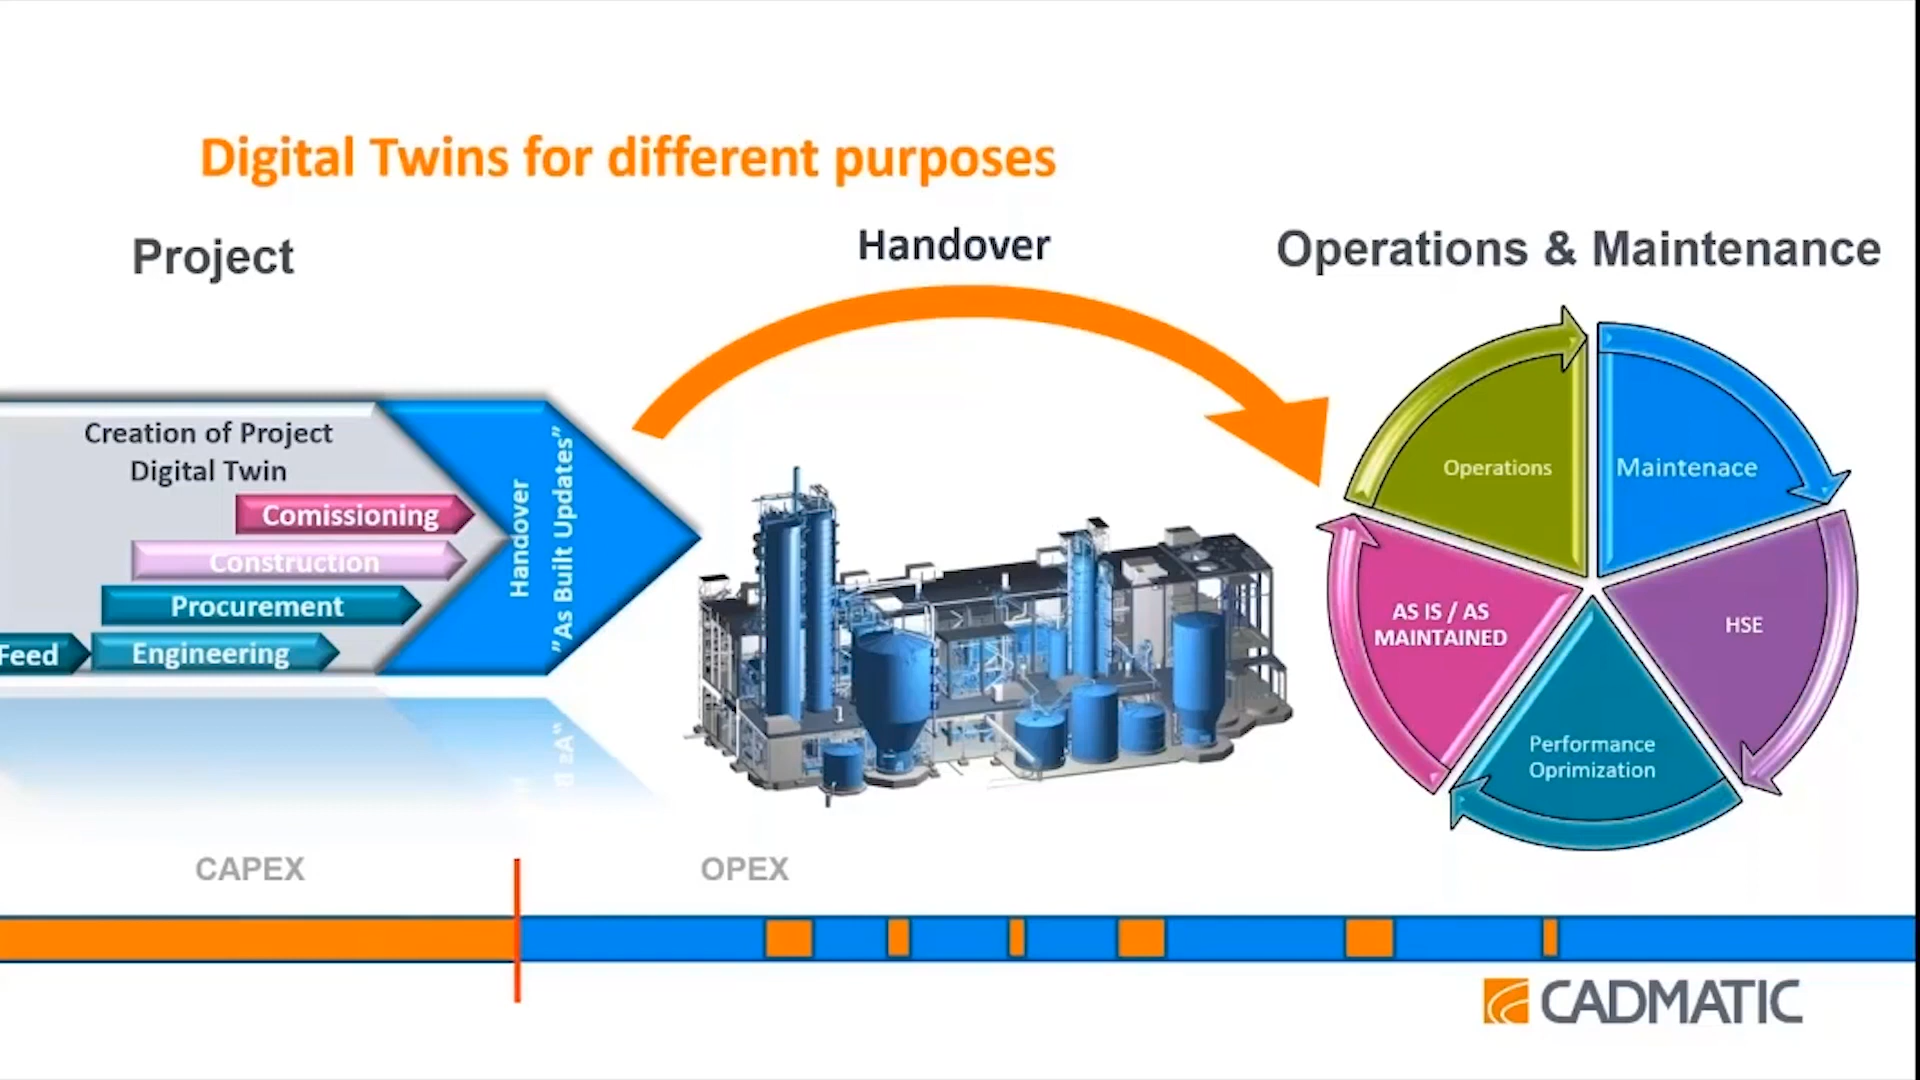 Digital Twins for different purposes
Project
Handover
Operations & Maintenance
Creation of Project
Digital Twin
Comissioning
Construction
Procurement
Feed
Engineering
Handover
"As Built Updates"
Operations
Maintenace
AS IS / AS
MAINTAINED
HSE
Performance
Oprimization
CAPEX
OPEX
CADMATIC